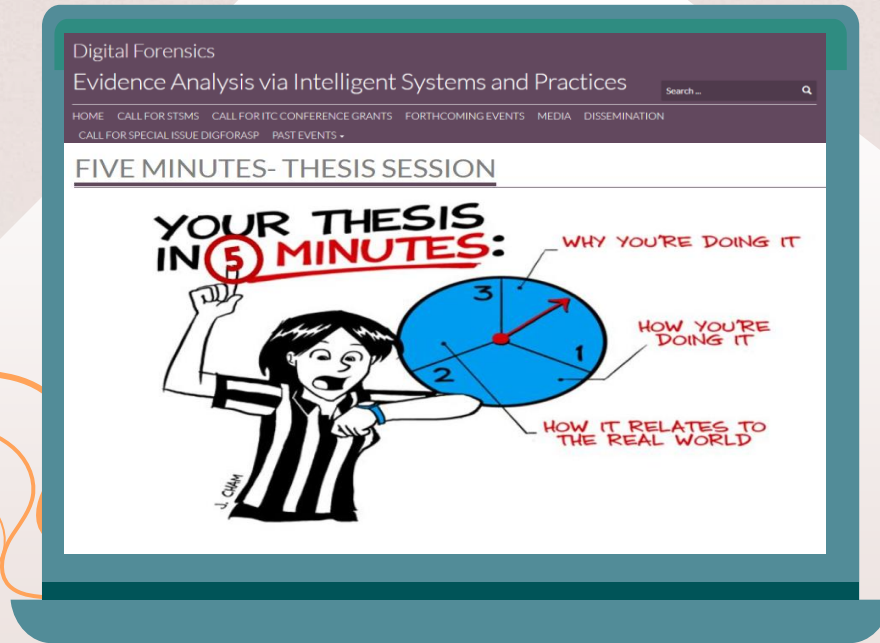 Digital Forensics
Evidence Analysis via Intelligent Systems and Practices
Search ...
HOME CALL FOR STSMS CALL FOR ITC CONFERENCE GRANTS FORTHCOMING EVENTS MEDIA DISSEMINATION
CALL FOR SPECIAL ISSUE DIGFORASP PAST EVENTS
FIVE MINUTES- THESIS SESSION
YOUR THESIS
IN 5 MINUTES:
WHY YOU'RE DOING IT
3
HOW YOU'RE
DOING IT
1
2
HOW IT RELATES TO
THE REAL WORLD
J. CHAM